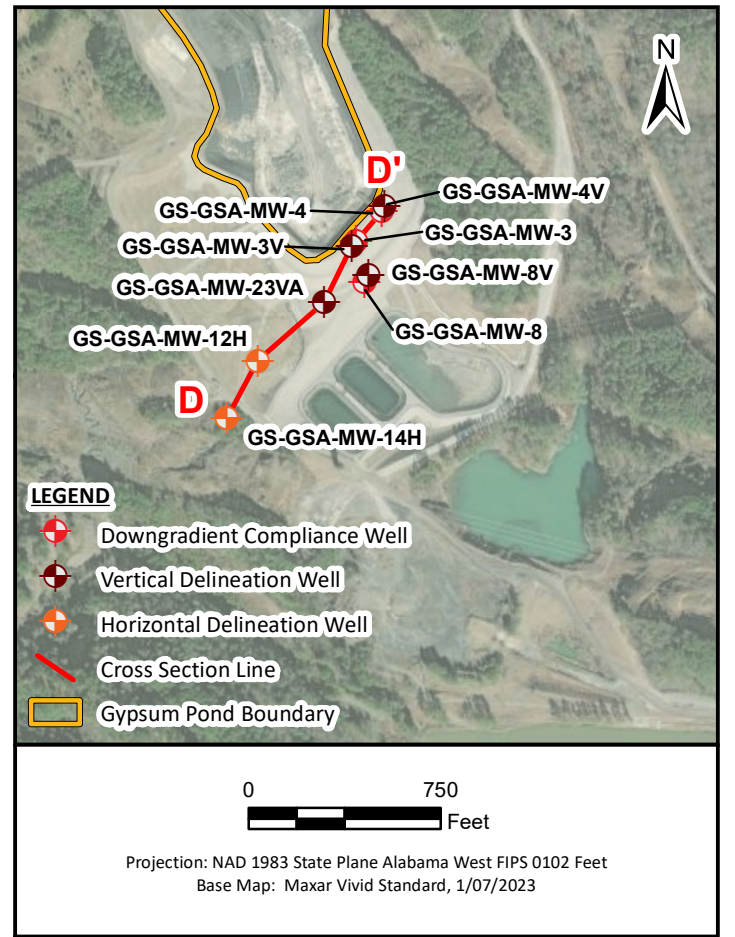 N
D'
GS-GSA-MW-4V
GS-GSA-MW-4
GS-GSA-MW-3
GS-GSA-MW-3V
GS-GSA-MW-8V
GS-GSA-MW-23VA
GS-GSA-MW-8
GS-GSA-MW-12H
D
GS-GSA-MW-14H
LEGEND
Downgradient Compliance Well
Vertical Delineation Well
Horizontal Delineation Well
Cross Section Line
Gypsum Pond Boundary
0 750
Feet
Projection: NAD 1983 State Plane Alabama West FIPS 0102 Feet
Base Map: Maxar Vivid Standard, 1/07/2023